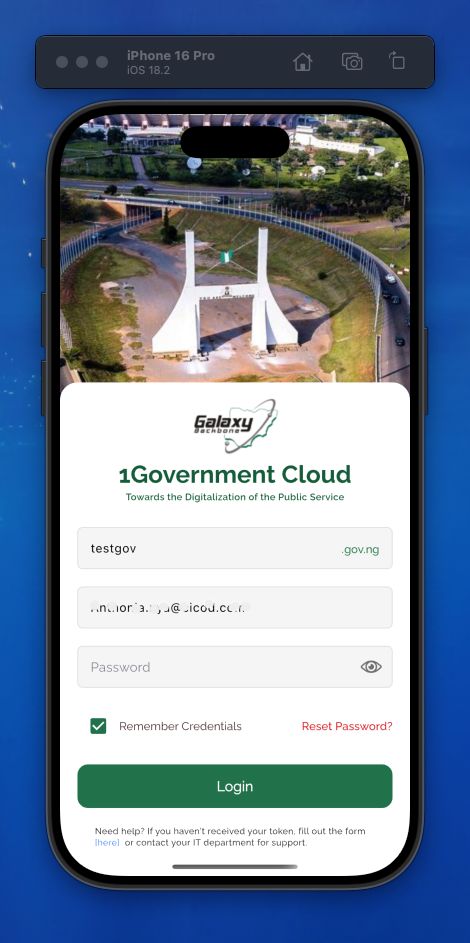 iPhone 16 Pro
iOS 18.2
Galaxy
Backbone
1Government Cloud
Towards the Digitalization of the Public Service
testgov .gov.ng
Password
Remember Credentials Reset Password?
Login
Need help? If you haven't received your token, fill out the form
[here] or contact your IT department for support.